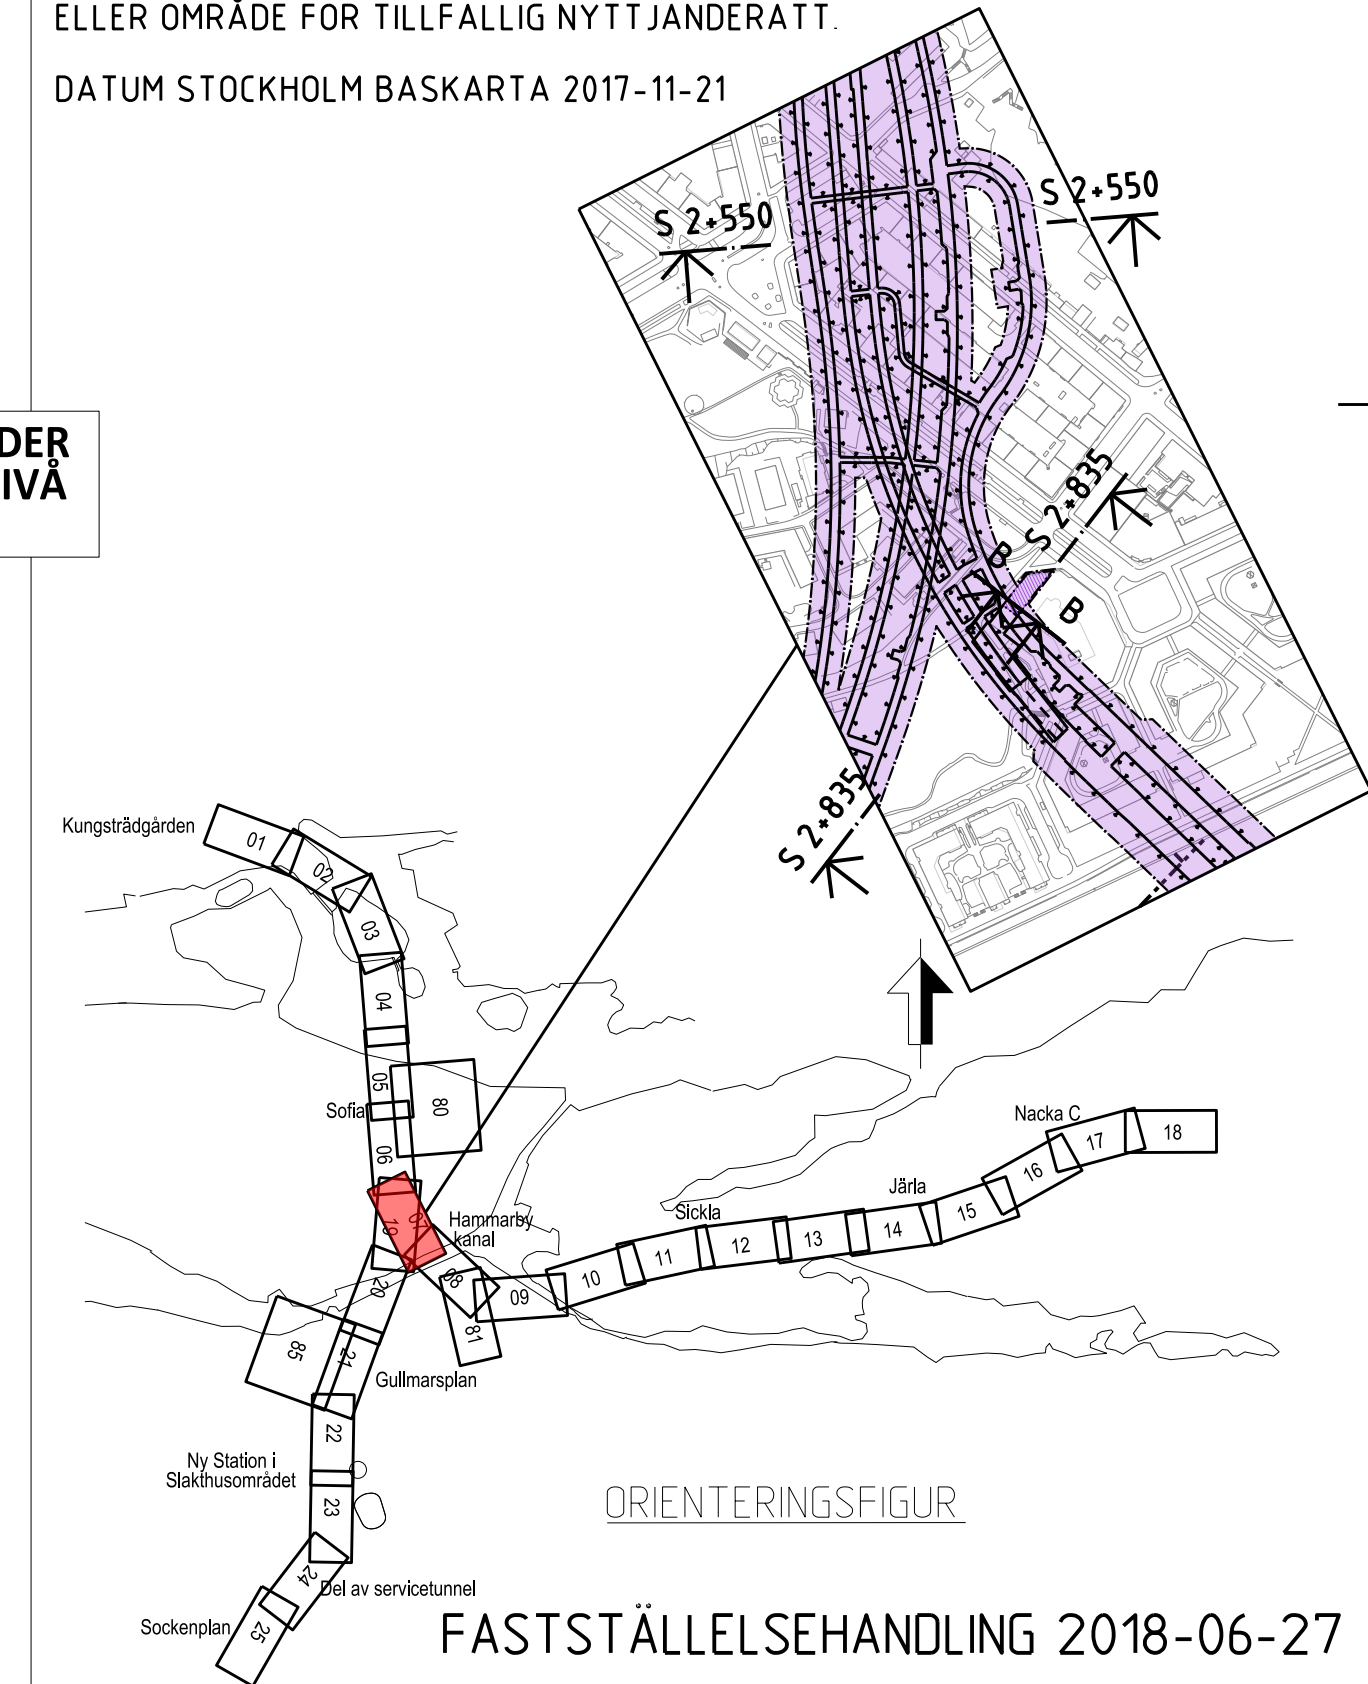 ELLER OMRÅDE FÖR TILLFÄLLIG NYTTJANDERÄTT.
DATUM STOCKHOLM BASKARTA 2017-11-21
S 2+550
S 2+550
DER
IVÅ
S 2+835
B
B
S 2+835
Kungsträdgården
01
02
03
04
05
Sofia
80
06
19
07
Hammarby
kanal
20
08
81
09
10
Sickla
11
12
13
Järla
14
15
16
Nacka C
17
18
85
21
Gullmarsplan
22
Ny Station i
Slakthusområdet
23
24
Del av servicetunnel
Sockenplan
25
ORIENTERINGSFIGUR
FASTSTÄLLELSEHANDLING 2018-06-27